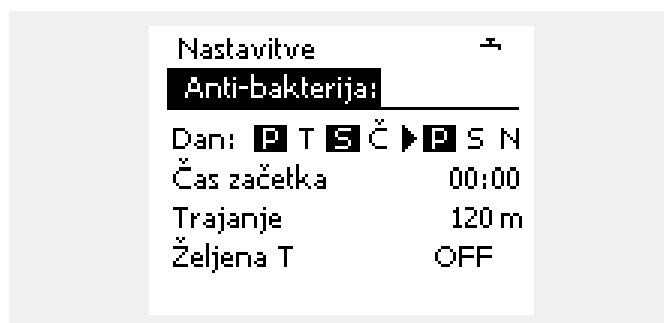 Nastavitve
Anti-bakterija:
Dan: P T S Č ▶ P S N
Čas začetka 00:00
Trajanje 120 m
Željena T OFF